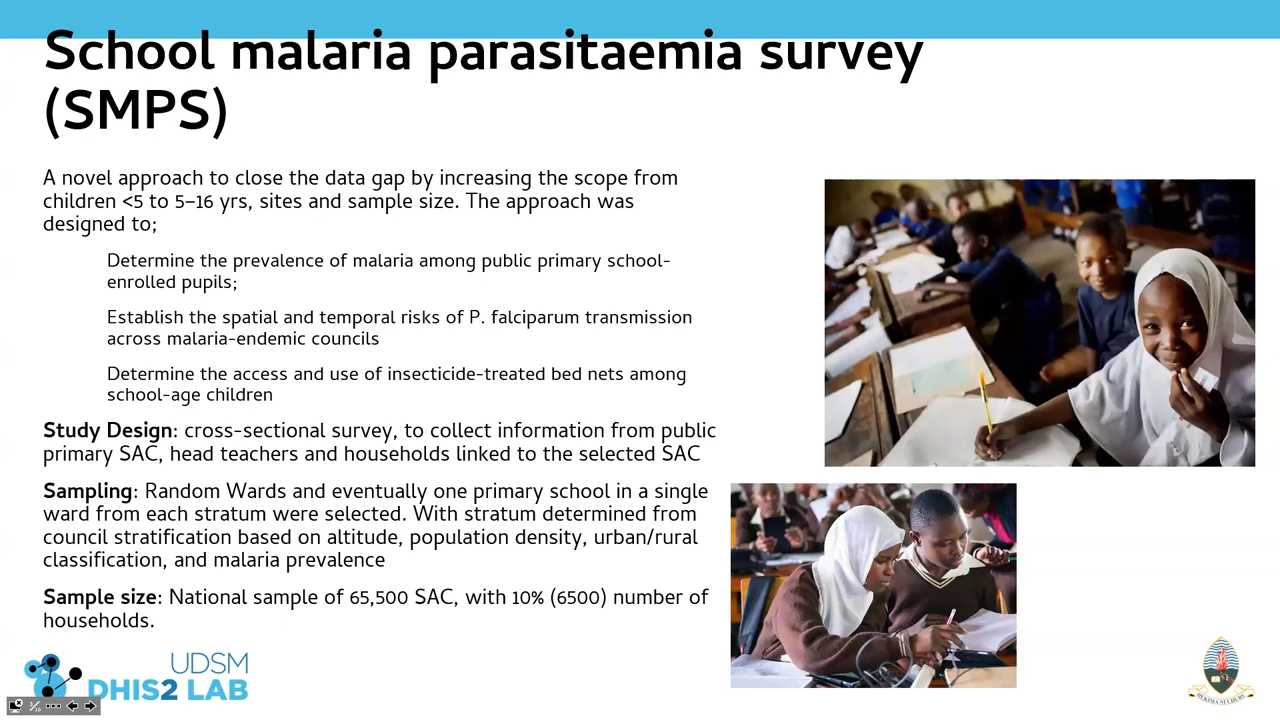 School malaria parasitaemia survey
(SMPS)
A novel approach to close the data gap by increasing the scope from
children <5 to 5–16 yrs, sites and sample size. The approach was
designed to;
Determine the prevalence of malaria among public primary school-
enrolled pupils;
Establish the spatial and temporal risks of P. falciparum transmission
across malaria-endemic councils
Determine the access and use of insecticide-treated bed nets among
school-age children
Study Design: cross-sectional survey, to collect information from public
primary SAC, head teachers and households linked to the selected SAC
Sampling: Random Wards and eventually one primary school in a single
ward from each stratum were selected. With stratum determined from
council stratification based on altitude, population density, urban/rural
classification, and malaria prevalence
Sample size: National sample of 65,500 SAC, with 10% (6500) number of
households.
UDSM
DHIS2 LAB
HEKIMA NI UHURU